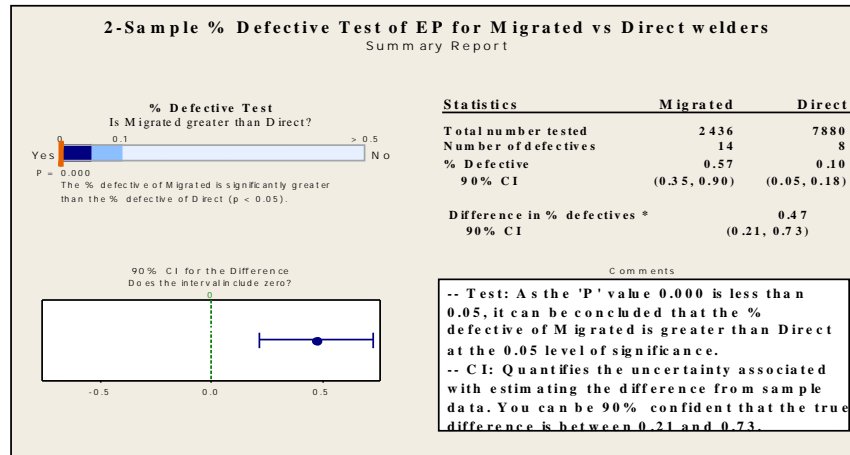 2-Sample % Defective Test of EP for Migrated vs Direct welders
Summary Report
% Defective Test
Is Migrated greater than Direct?
0 0.1 > 0.5
Yes No
P = 0.000
The % defective of Migrated is significantly greater
than the % defective of Direct (p < 0.05).
Statistics Migrated Direct
Total number tested 2436 7880
Number of defectives 14 8
% Defective 0.57 0.10
90% CI (0.35, 0.90) (0.05, 0.18)
Difference in % defectives * 0.47
90% CI (0.21, 0.73)
90% CI for the Difference
Does the interval include zero?
0
-0.5 0.0 0.5
Comments
-- Test: As the 'P' value 0.000 is less than
0.05, it can be concluded that the %
defective of Migrated is greater than Direct
at the 0.05 level of significance.
-- CI: Quantifies the uncertainty associated
with estimating the difference from sample
data. You can be 90% confident that the true
difference is between 0.21 and 0.73.